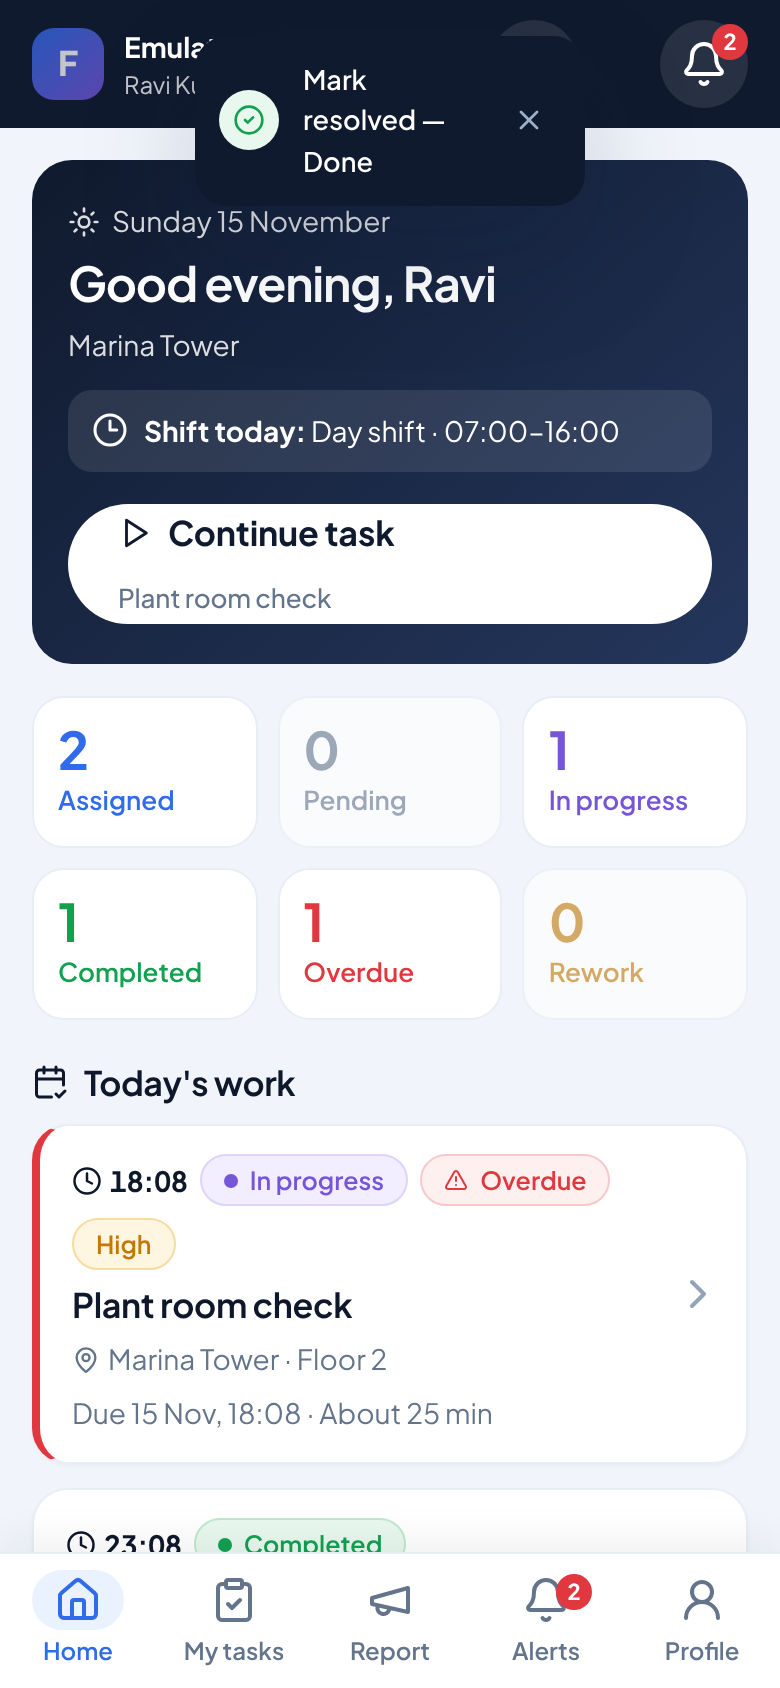 F
2
Mark
resolved —
Done
Sunday 15 November
Good evening, Ravi
Marina Tower
Shift today: Day shift · 07:00–16:00
Continue task
Plant room check
2
Assigned
0
Pending
1
In progress
1
Completed
1
Overdue
0
Rework
Today's work
18:08 In progress Overdue
High
Plant room check
Marina Tower · Floor 2
Due 15 Nov, 18:08 · About 25 min
23:08 Completed
2
Home My tasks Report Alerts Profile